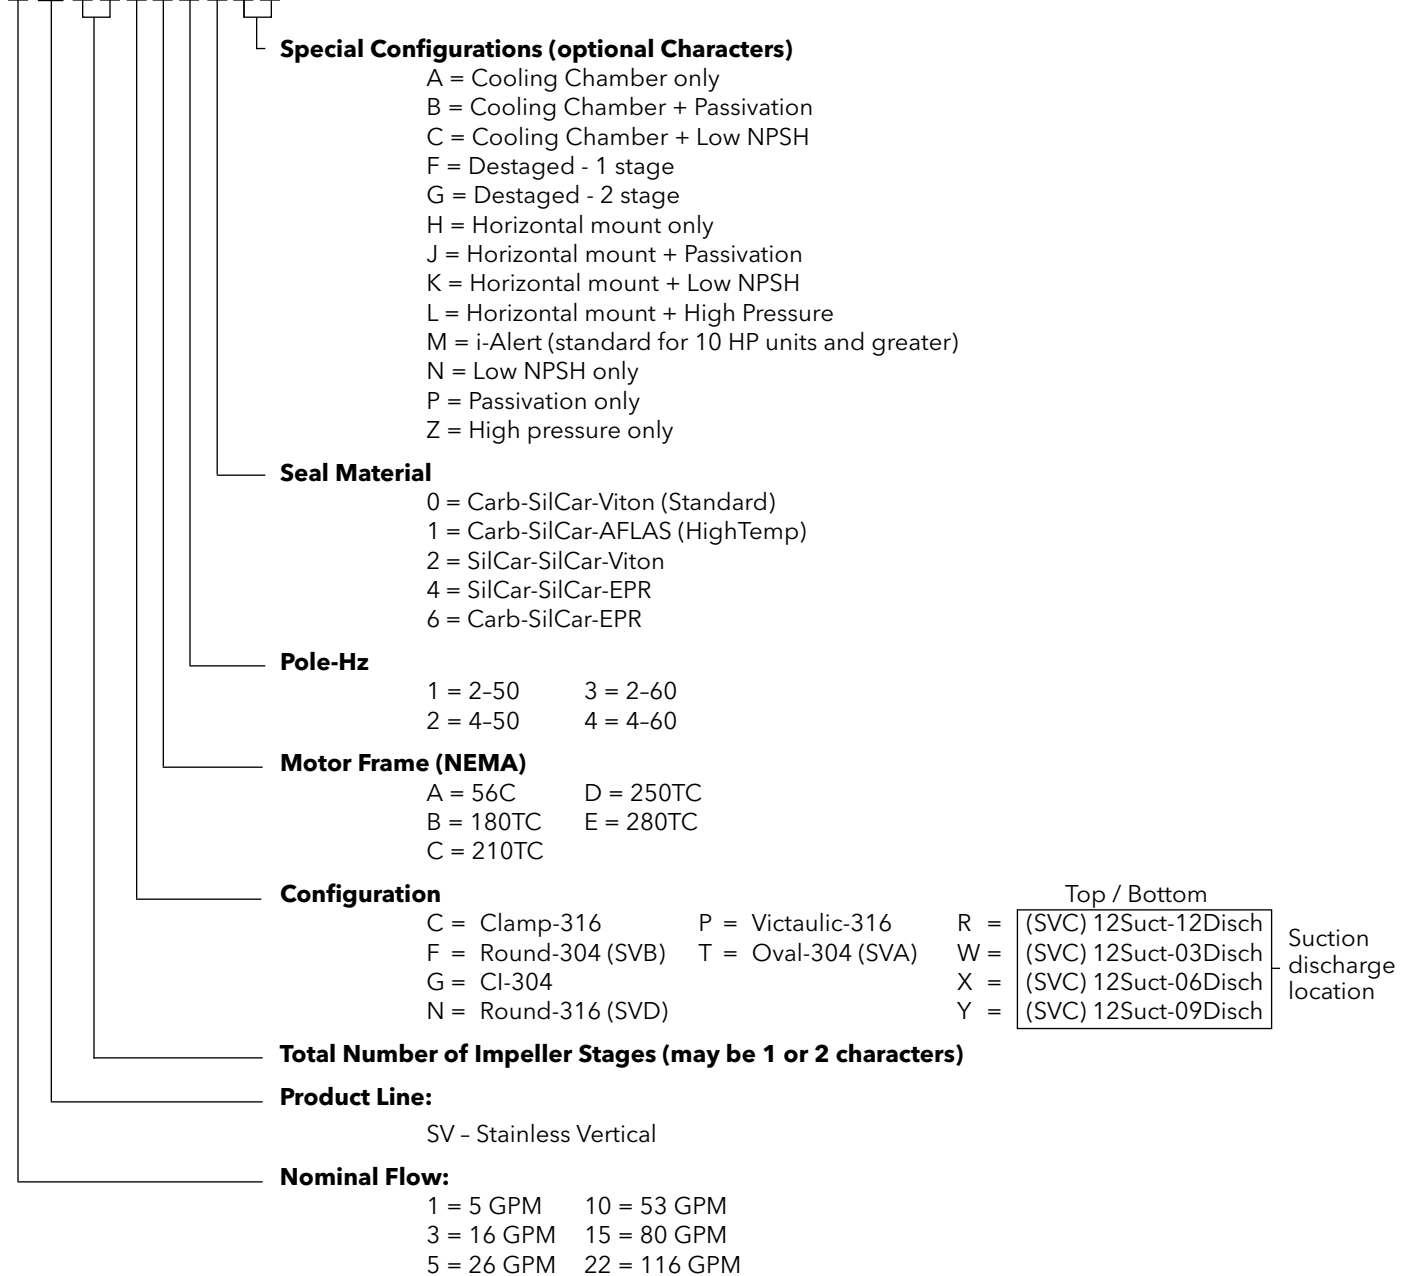 Special Configurations (optional Characters)
A = Cooling Chamber only
B = Cooling Chamber + Passivation
C = Cooling Chamber + Low NPSH
F = Destaged - 1 stage
G = Destaged - 2 stage
H = Horizontal mount only
J = Horizontal mount + Passivation
K = Horizontal mount + Low NPSH
L = Horizontal mount + High Pressure
M = i-Alert (standard for 10 HP units and greater)
N = Low NPSH only
P = Passivation only
Z = High pressure only
Seal Material
0 = Carb-SilCar-Viton (Standard)
1 = Carb-SilCar-AFLAS (HighTemp)
2 = SilCar-SilCar-Viton
4 = SilCar-SilCar-EPR
6 = Carb-SilCar-EPR
Pole-Hz
1 = 2–50 3 = 2–60
2 = 4–50 4 = 4–60
Motor Frame (NEMA)
A = 56C D = 250TC
B = 180TC E = 280TC
C = 210TC
Configuration Top / Bottom
C = Clamp-316 P = Victaulic-316 R = (SVC) 12Suct-12Disch
F = Round-304 (SVB) T = Oval-304 (SVA) W = (SVC) 12Suct-03Disch
G = CI-304 X = (SVC) 12Suct-06Disch
N = Round-316 (SVD) Y = (SVC) 12Suct-09Disch
Suction
discharge
location
Total Number of Impeller Stages (may be 1 or 2 characters)
Product Line:
SV – Stainless Vertical
Nominal Flow:
1 = 5 GPM 10 = 53 GPM
3 = 16 GPM 15 = 80 GPM
5 = 26 GPM 22 = 116 GPM